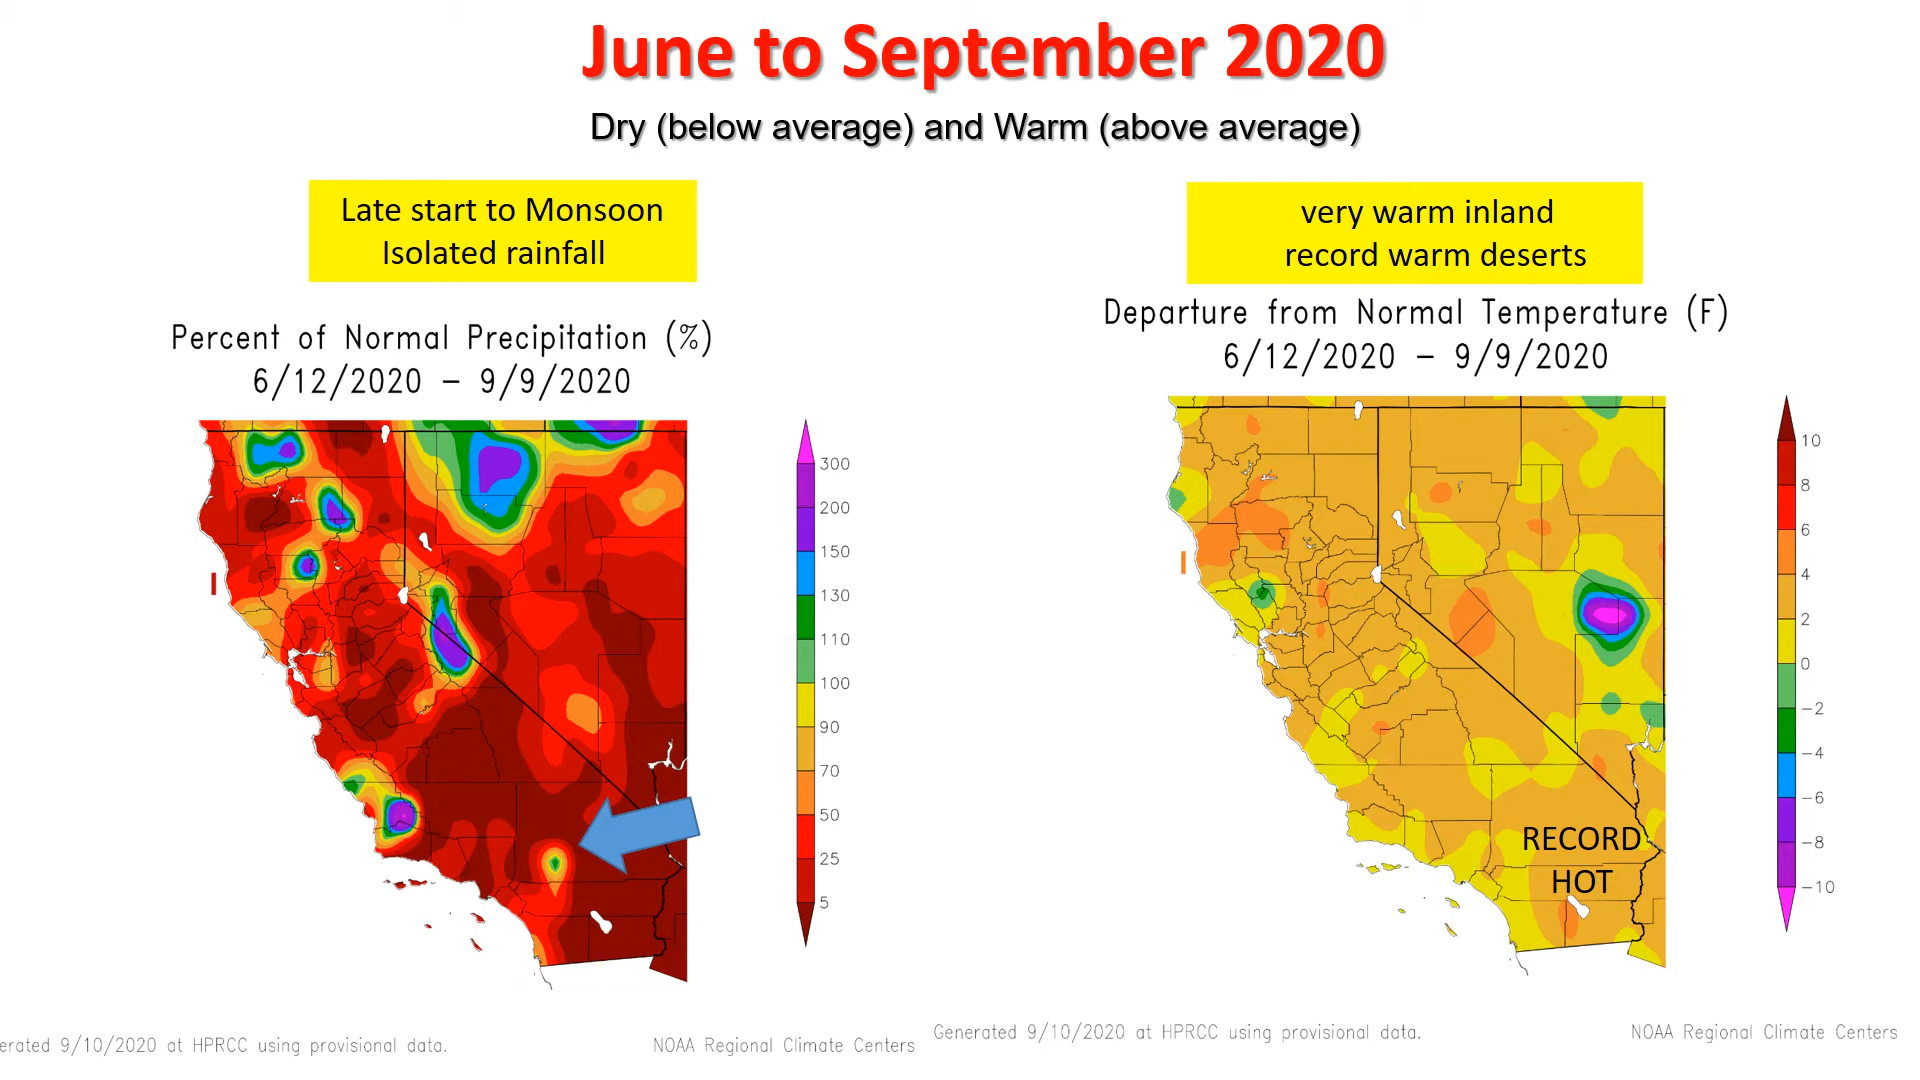 June to September 2020
Dry (below average) and Warm (above average)
Late start to Monsoon
Isolated rainfall
very warm inland
record warm deserts
Percent of Normal Precipitation (%)
6/12/2020 – 9/9/2020
Departure from Normal Temperature (F)
6/12/2020 – 9/9/2020
300
200
150
130
110
100
90
70
50
25
5
10
8
6
4
2
0
−2
−4
−6
−8
−10
RECORD
HOT
erated 9/10/2020 at HPRCC using provisional data.
NOAA Regional Climate Centers
Generated 9/10/2020 at HPRCC using provisional data.
NOAA Regional Climate Centers